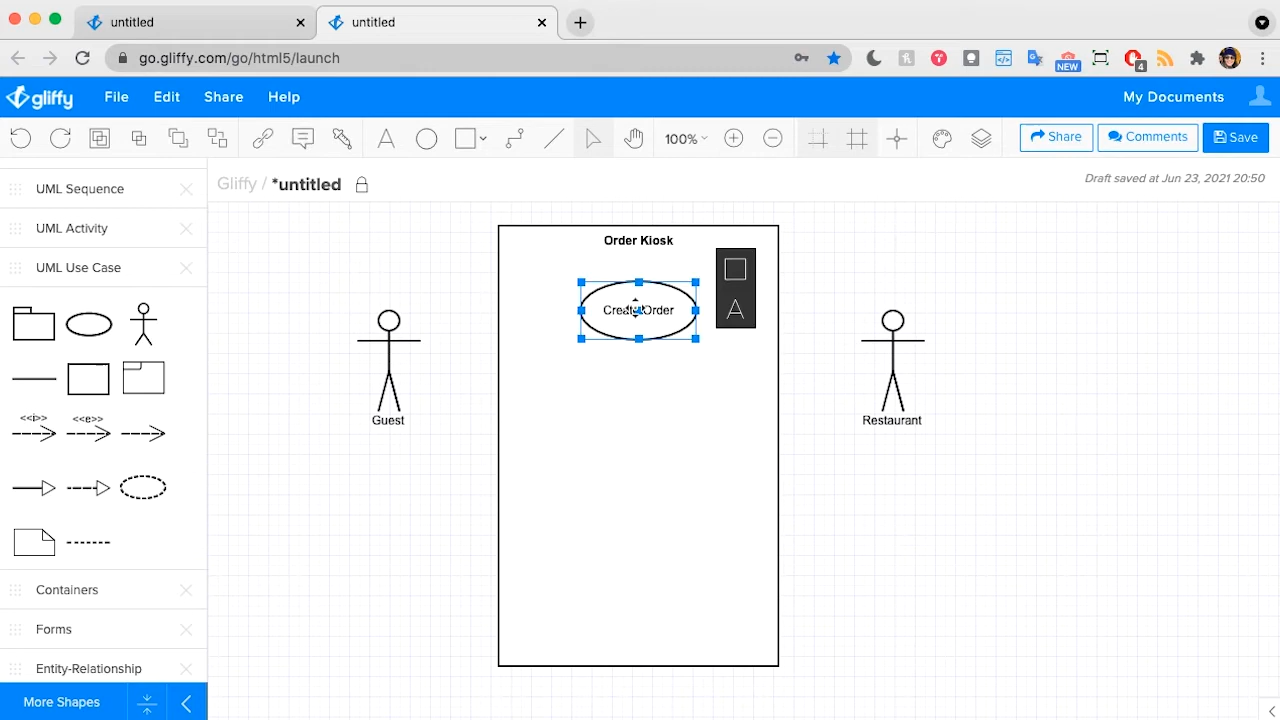 untitled
untitled
go.gliffy.com/go/html5/launch
NEW
4
gliffy
File
Edit
Share
Help
My Documents
100%
Share
Comments
Save
UML Sequence
Gliffy / *untitled
Draft saved at Jun 23, 2021 20:50
UML Activity
UML Use Case
<<i>>
<<e>>
Containers
Forms
Entity-Relationship
More Shapes
Order Kiosk
Create Order
A
Guest
Restaurant